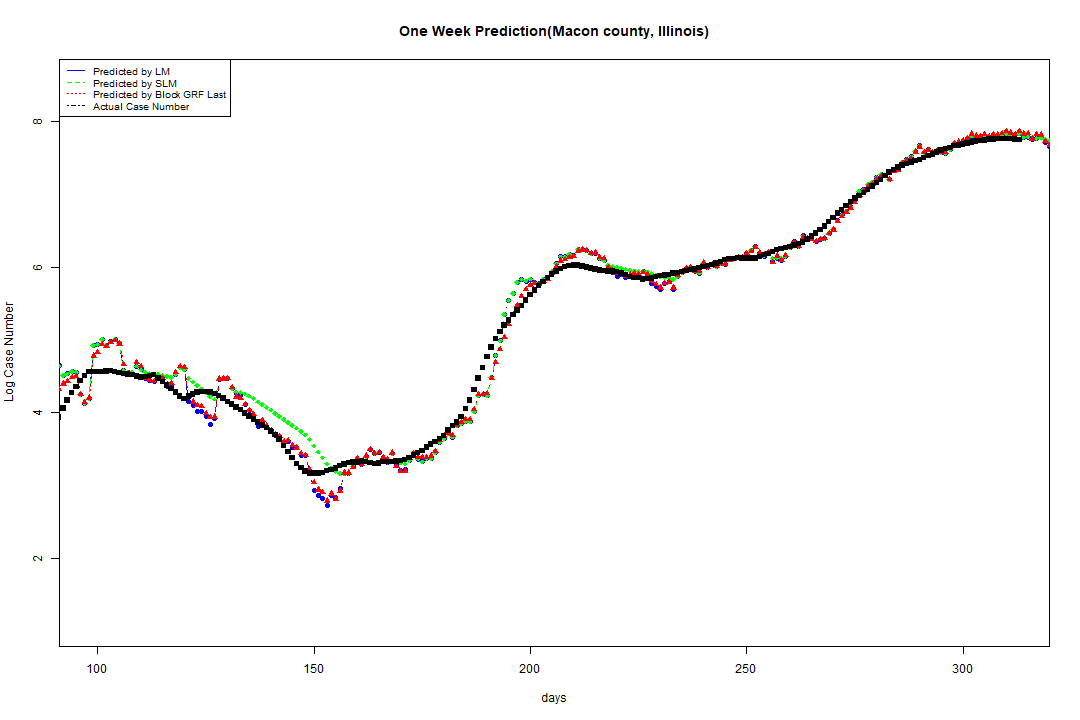 One Week Prediction(Macon county, Illinois)
Predicted by LM
Predicted by SLM
Predicted by Block GRF Last
Actual Case Number
8
6
4
2
Log Case Number
100 150 200 250 300
days